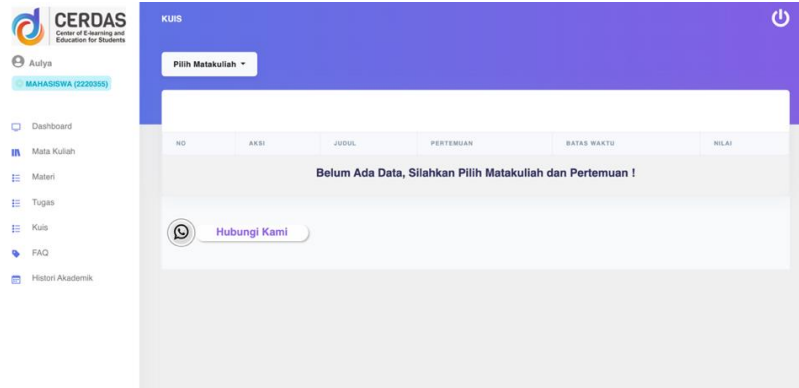 CERDAS
Center of E-learning and
Education for Students
Aulya
MAHASISWA (2220355)
Dashboard
Mata Kuliah
Materi
Tugas
Kuis
FAQ
Histori Akademik
KUIS
Pilih Matakuliah
NO AKSI JUDUL PERTEMUAN BATAS WAKTU NILAI
Belum Ada Data, Silahkan Pilih Matakuliah dan Pertemuan !
Hubungi Kami